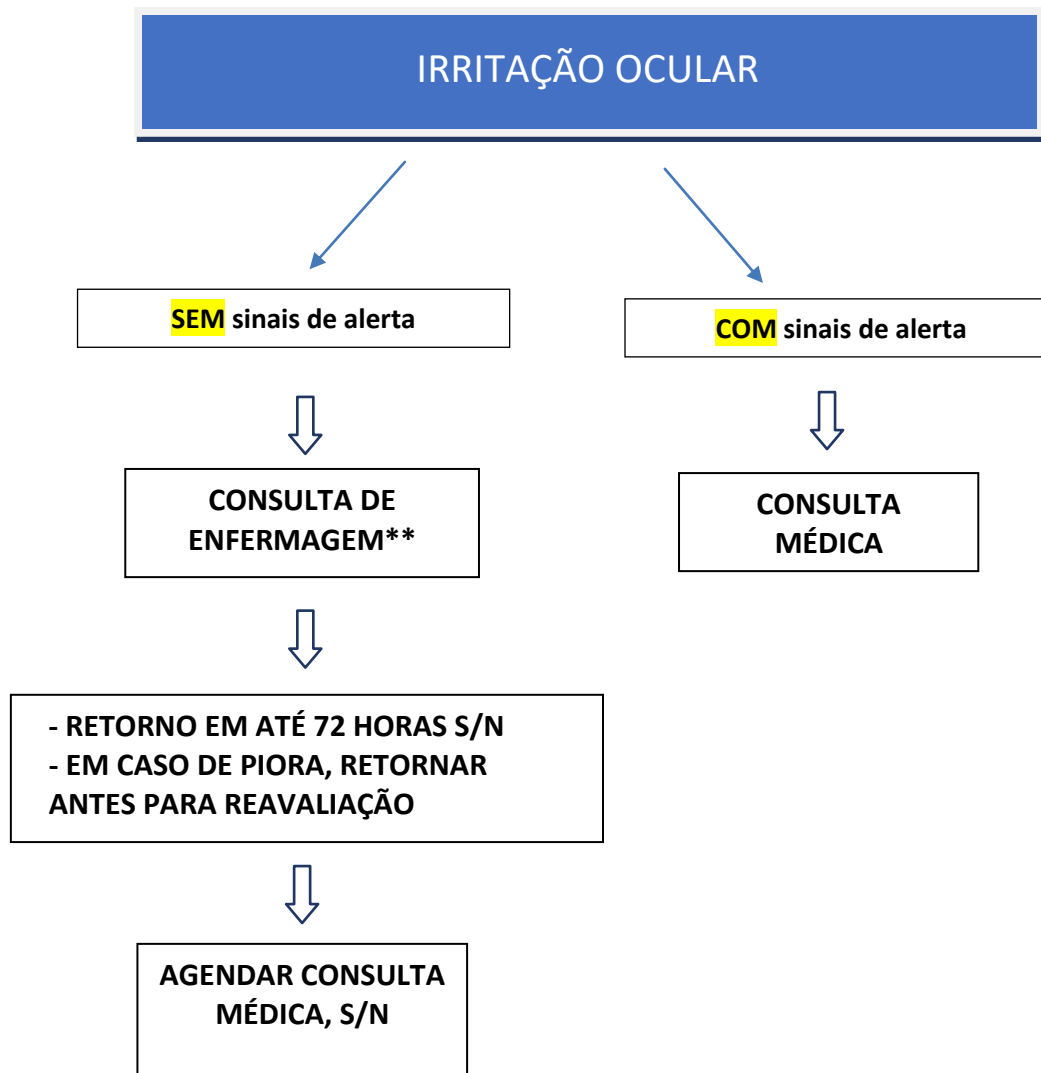 IRRITAÇÃO OCULAR
SEM sinais de alerta
COM sinais de alerta
CONSULTA DE
ENFERMAGEM**
CONSULTA
MÉDICA
- RETORNO EM ATÉ 72 HORAS S/N
- EM CASO DE PIORA, RETORNAR
ANTES PARA REAVALIAÇÃO
AGENDAR CONSULTA
MÉDICA, S/N